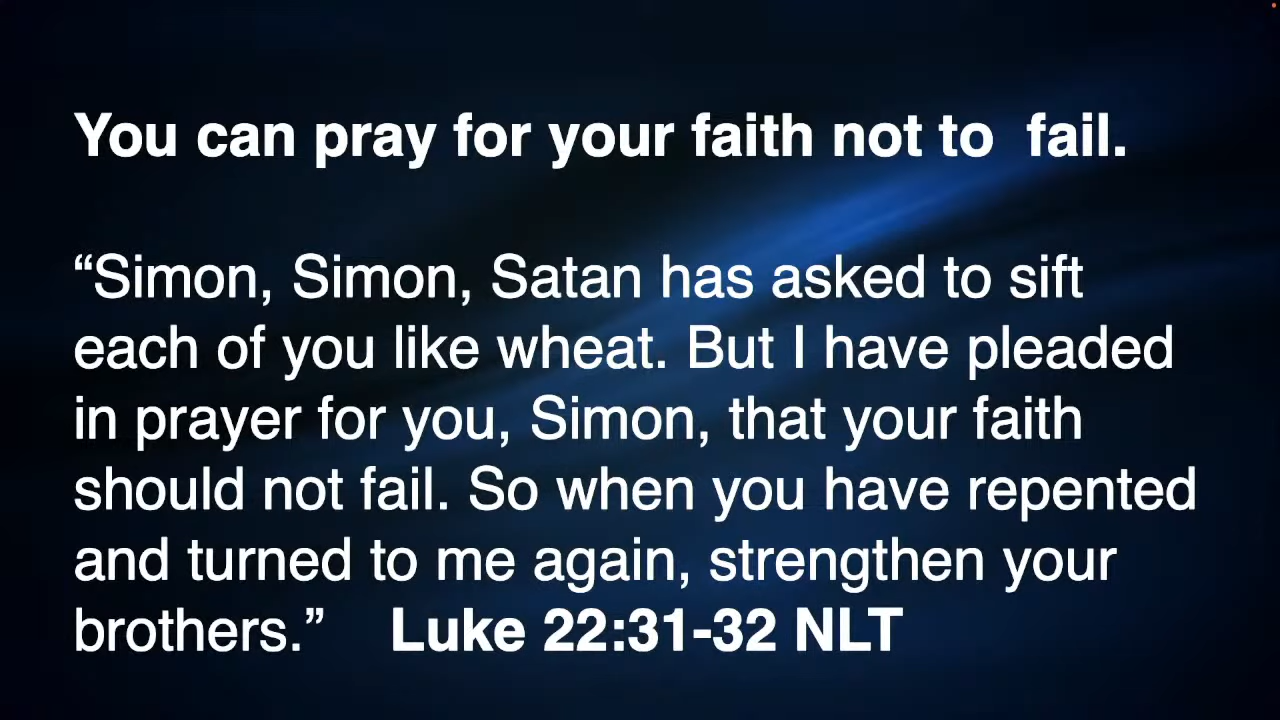 You can pray for your faith not to  fail.
“Simon, Simon, Satan has asked to sift
each of you like wheat. But I have pleaded
in prayer for you, Simon, that your faith
should not fail. So when you have repented
and turned to me again, strengthen your
brothers.”    Luke 22:31-32 NLT